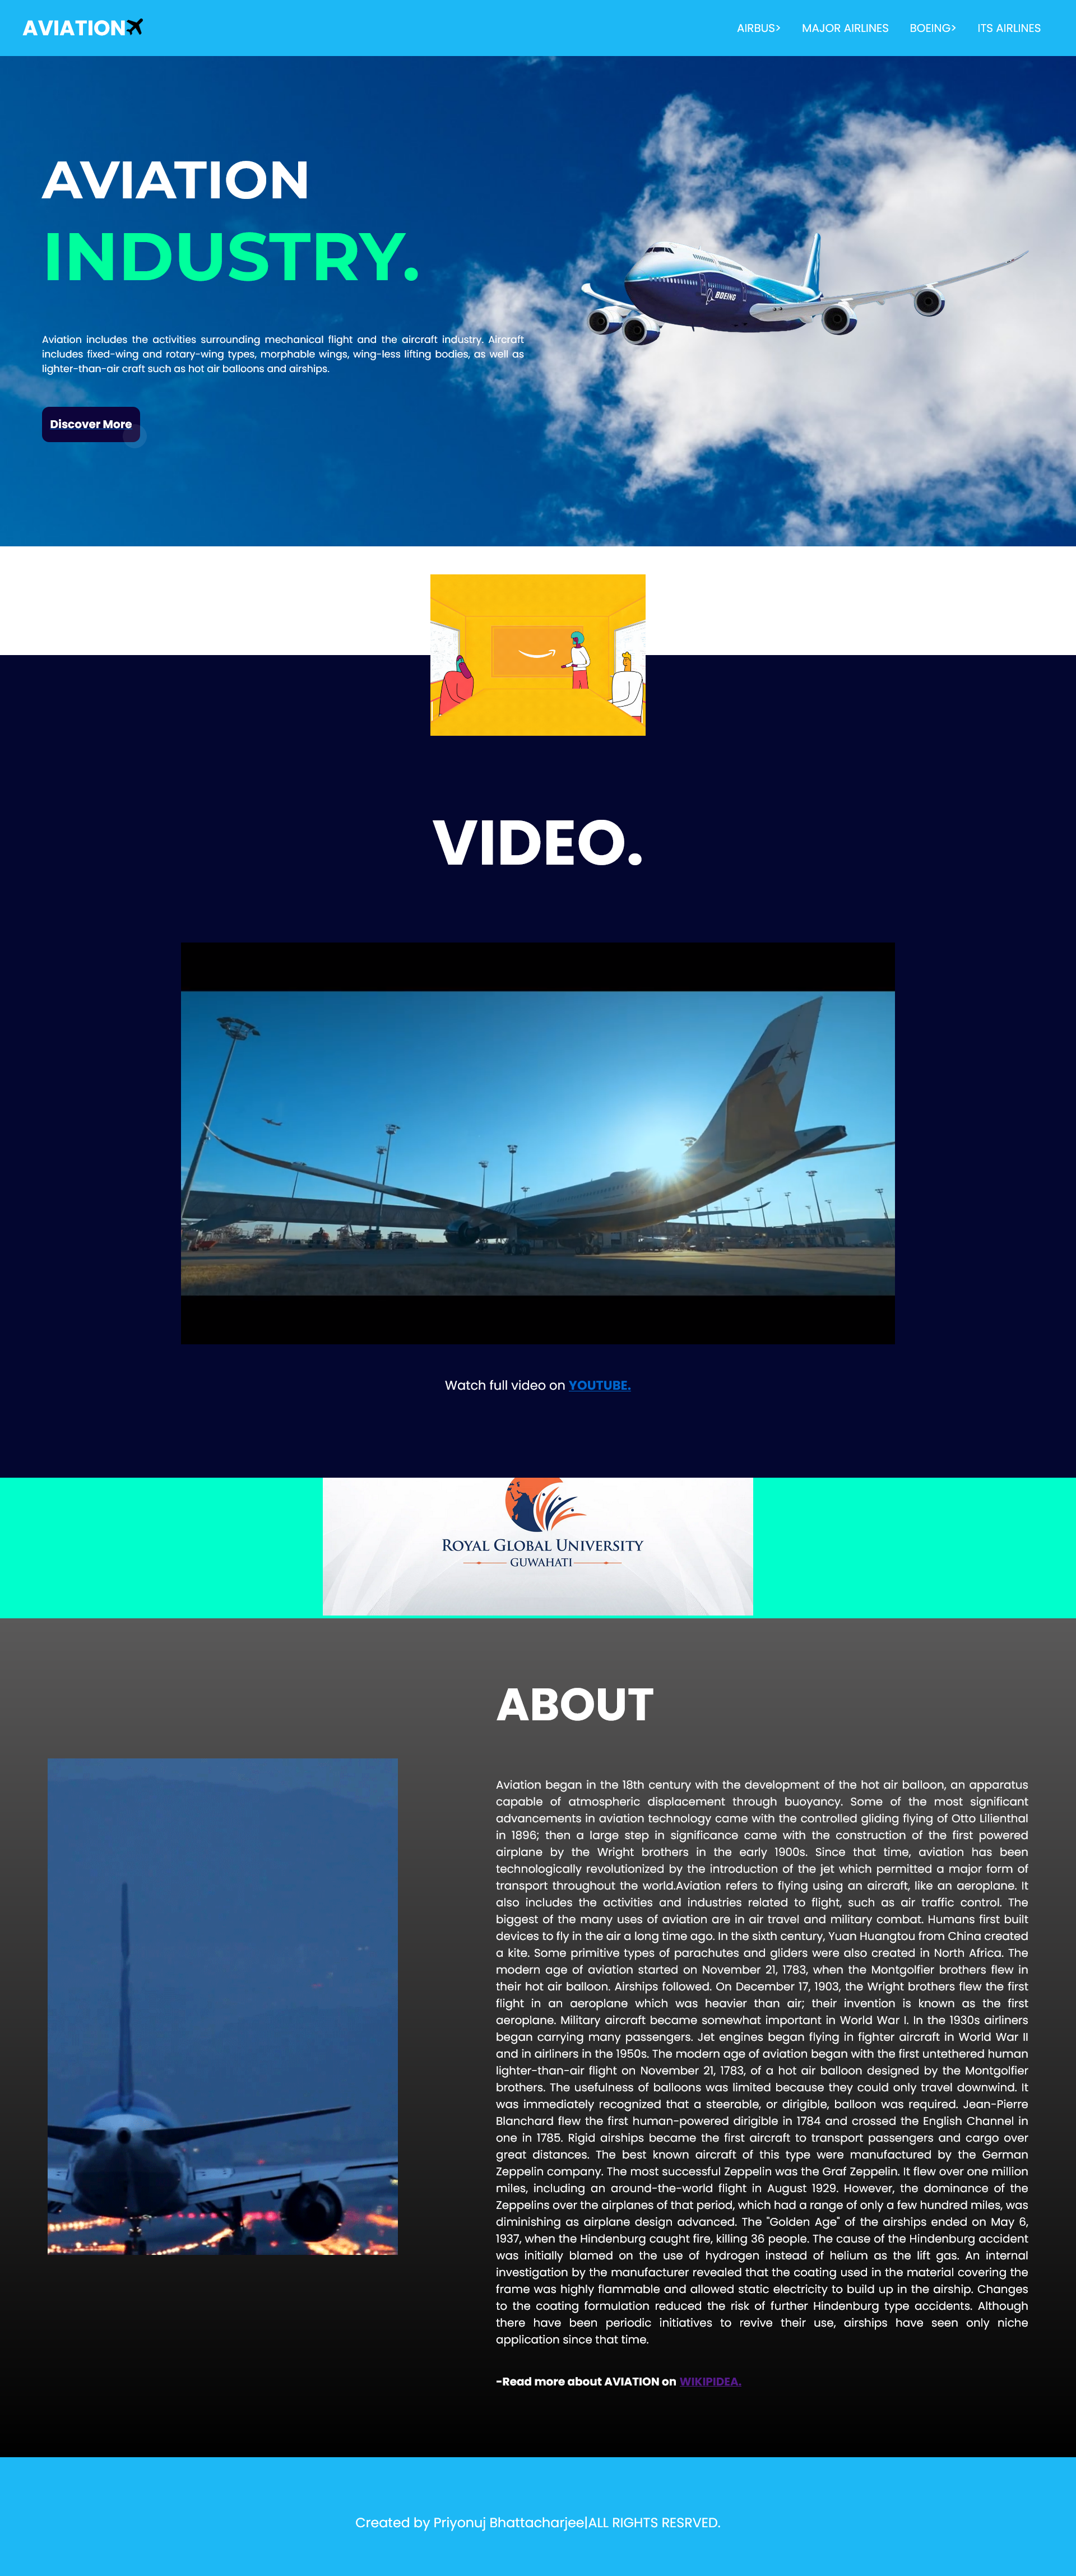 AVIATION
AIRBUS> MAJOR AIRLINES BOEING> ITS AIRLINES
AVIATION
INDUSTRY.
BOEING
Aviation includes the activities surrounding mechanical flight and the aircraft industry. Aircraft
includes fixed-wing and rotary-wing types, morphable wings, wing-less lifting bodies, as well as
lighter-than-air craft such as hot air balloons and airships.
Discover More
VIDEO.
Watch full video on YOUTUBE.
ROYAL GLOBAL UNIVERSITY
GUWAHATI
ABOUT
Aviation began in the 18th century with the development of the hot air balloon, an apparatus
capable of atmospheric displacement through buoyancy. Some of the most significant
advancements in aviation technology came with the controlled gliding flying of Otto Lilienthal
in 1896; then a large step in significance came with the construction of the first powered
airplane by the Wright brothers in the early 1900s. Since that time, aviation has been
technologically revolutionized by the introduction of the jet which permitted a major form of
transport throughout the world.Aviation refers to flying using an aircraft, like an aeroplane. It
also includes the activities and industries related to flight, such as air traffic control. The
biggest of the many uses of aviation are in air travel and military combat. Humans first built
devices to fly in the air a long time ago. In the sixth century, Yuan Huangtou from China created
a kite. Some primitive types of parachutes and gliders were also created in North Africa. The
modern age of aviation started on November 21, 1783, when the Montgolfier brothers flew in
their hot air balloon. Airships followed. On December 17, 1903, the Wright brothers flew the first
flight in an aeroplane which was heavier than air; their invention is known as the first
aeroplane. Military aircraft became somewhat important in World War I. In the 1930s airliners
began carrying many passengers. Jet engines began flying in fighter aircraft in World War II
and in airliners in the 1950s. The modern age of aviation began with the first untethered human
lighter-than-air flight on November 21, 1783, of a hot air balloon designed by the Montgolfier
brothers. The usefulness of balloons was limited because they could only travel downwind. It
was immediately recognized that a steerable, or dirigible, balloon was required. Jean-Pierre
Blanchard flew the first human-powered dirigible in 1784 and crossed the English Channel in
one in 1785. Rigid airships became the first aircraft to transport passengers and cargo over
great distances. The best known aircraft of this type were manufactured by the German
Zeppelin company. The most successful Zeppelin was the Graf Zeppelin. It flew over one million
miles, including an around-the-world flight in August 1929. However, the dominance of the
Zeppelins over the airplanes of that period, which had a range of only a few hundred miles, was
diminishing as airplane design advanced. The "Golden Age" of the airships ended on May 6,
1937, when the Hindenburg caught fire, killing 36 people. The cause of the Hindenburg accident
was initially blamed on the use of hydrogen instead of helium as the lift gas. An internal
investigation by the manufacturer revealed that the coating used in the material covering the
frame was highly flammable and allowed static electricity to build up in the airship. Changes
to the coating formulation reduced the risk of further Hindenburg type accidents. Although
there have been periodic initiatives to revive their use, airships have seen only niche
application since that time.
-Read more about AVIATION on WIKIPIDEA.
Created by Priyonuj Bhattacharjee|ALL RIGHTS RESRVED.